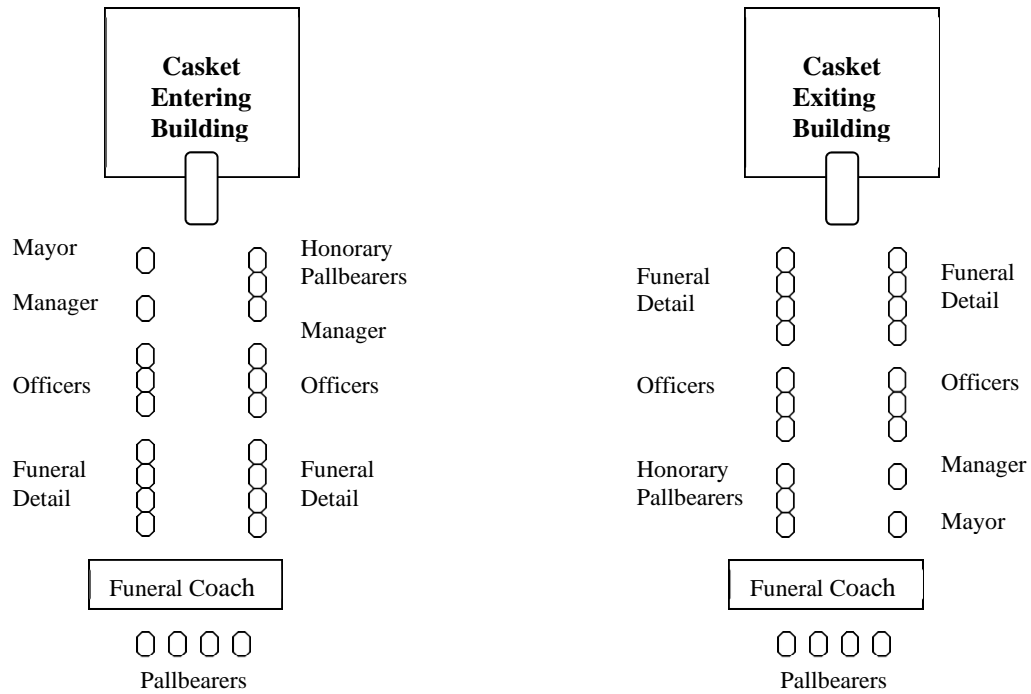 Casket
Entering
Building
Mayor
Manager
Officers
Funeral
Detail
Honorary
Pallbearers
Manager
Officers
Funeral
Detail
Funeral Coach
Pallbearers
Casket
Exiting
Building
Funeral
Detail
Officers
Honorary
Pallbearers
Funeral
Detail
Officers
Manager
Mayor
Funeral Coach
Pallbearers